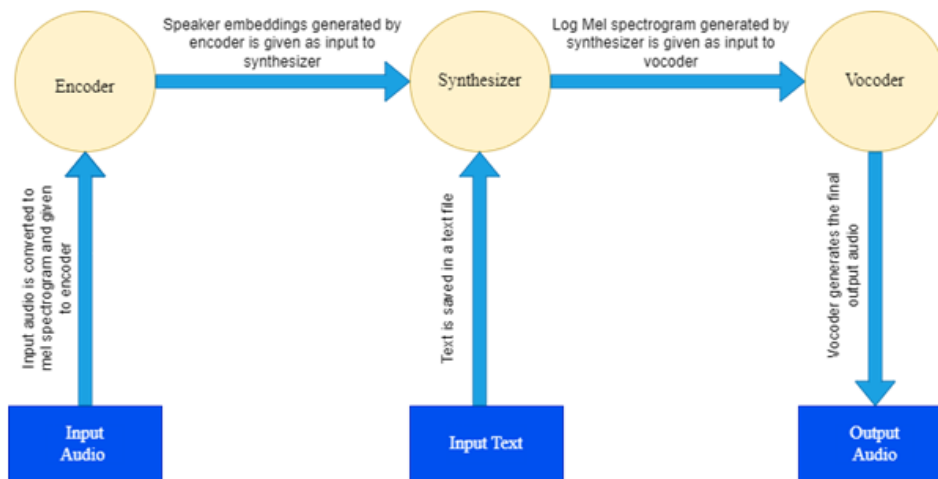 Speaker embeddings generated by
encoder is given as input to
synthesizer
Log Mel spectrogram generated by
synthesizer is given as input to
vocoder
Encoder
Synthesizer
Vocoder
Input audio is converted to
mel spectrogram and given
to encoder
Text is saved in a text file
Vocoder generates the final
output audio
Input
Audio
Input Text
Output
Audio